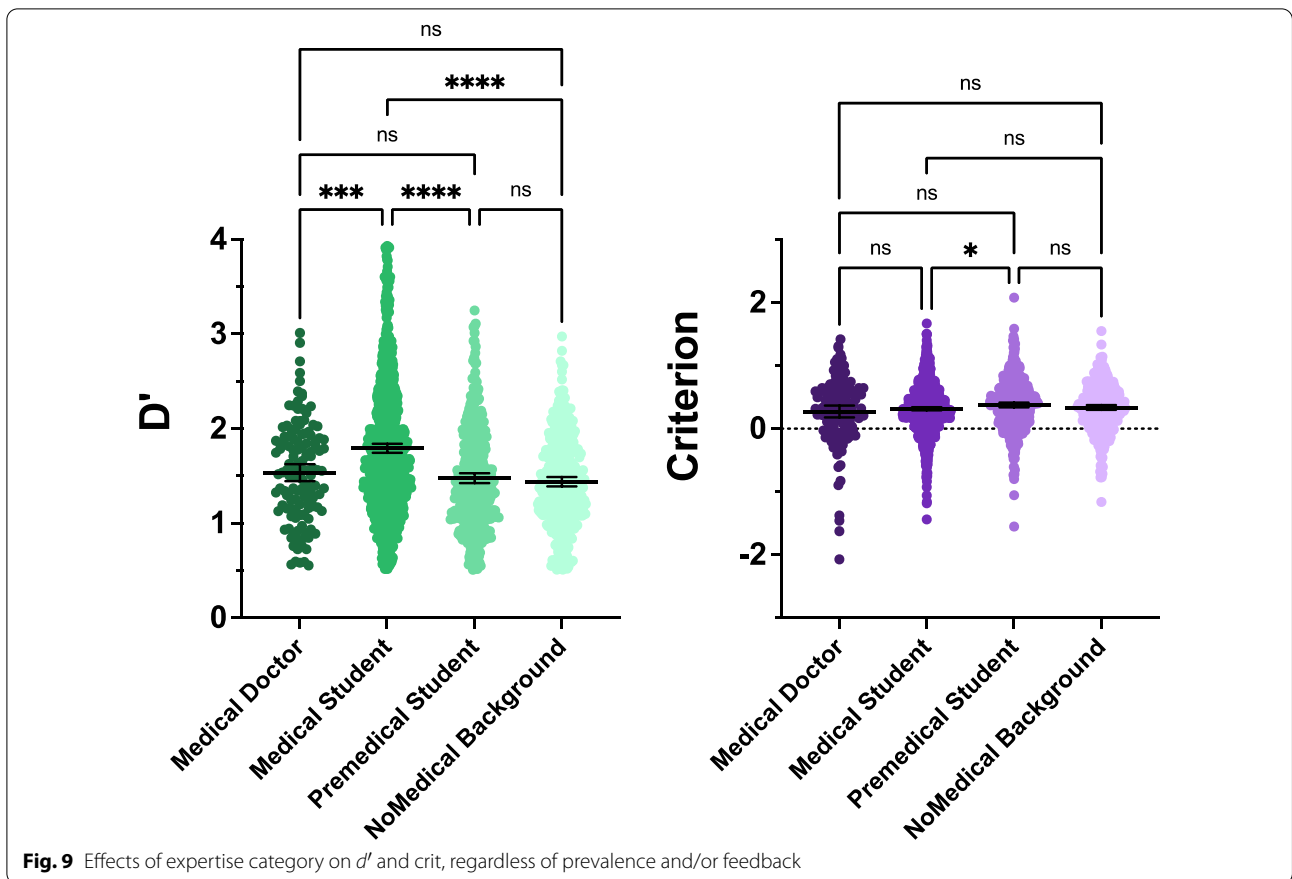 ns
****
ns
*** **** ns
D'
4
3
2
1
0
Medical Doctor
Medical Student
Premedical Student
NoMedical Background
ns
ns
ns
ns * ns
Criterion
2
0
-2
Medical Doctor
Medical Student
Premedical Student
NoMedical Background
Fig. 9 Effects of expertise category on d′ and crit, regardless of prevalence and/or feedback